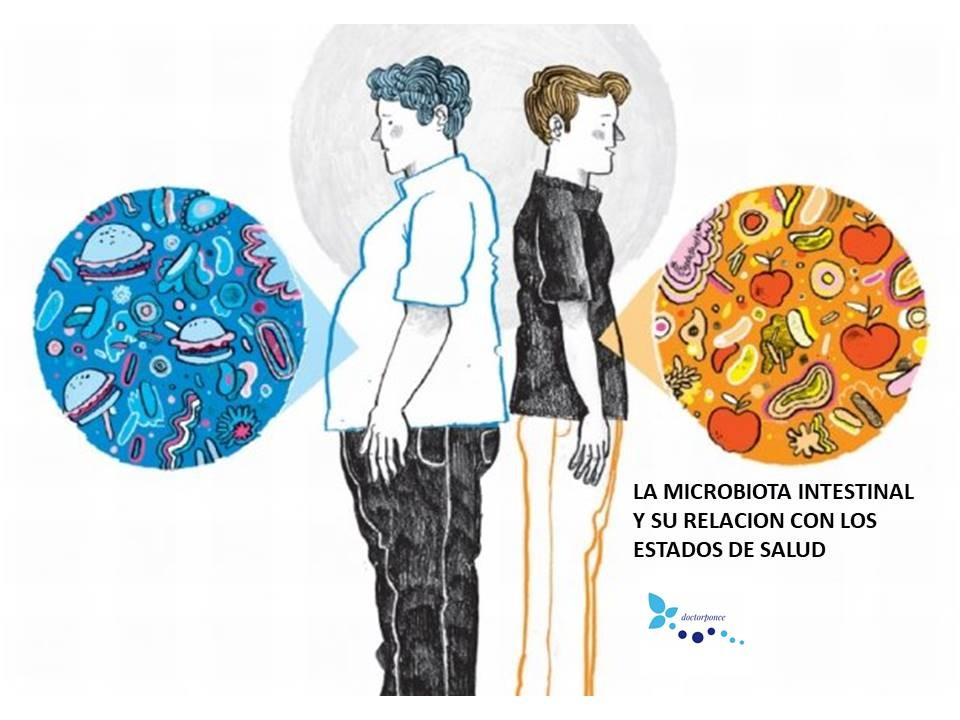 LA MICROBIOTA INTESTINAL
Y SU RELACION CON LOS
ESTADOS DE SALUD
doctorponce